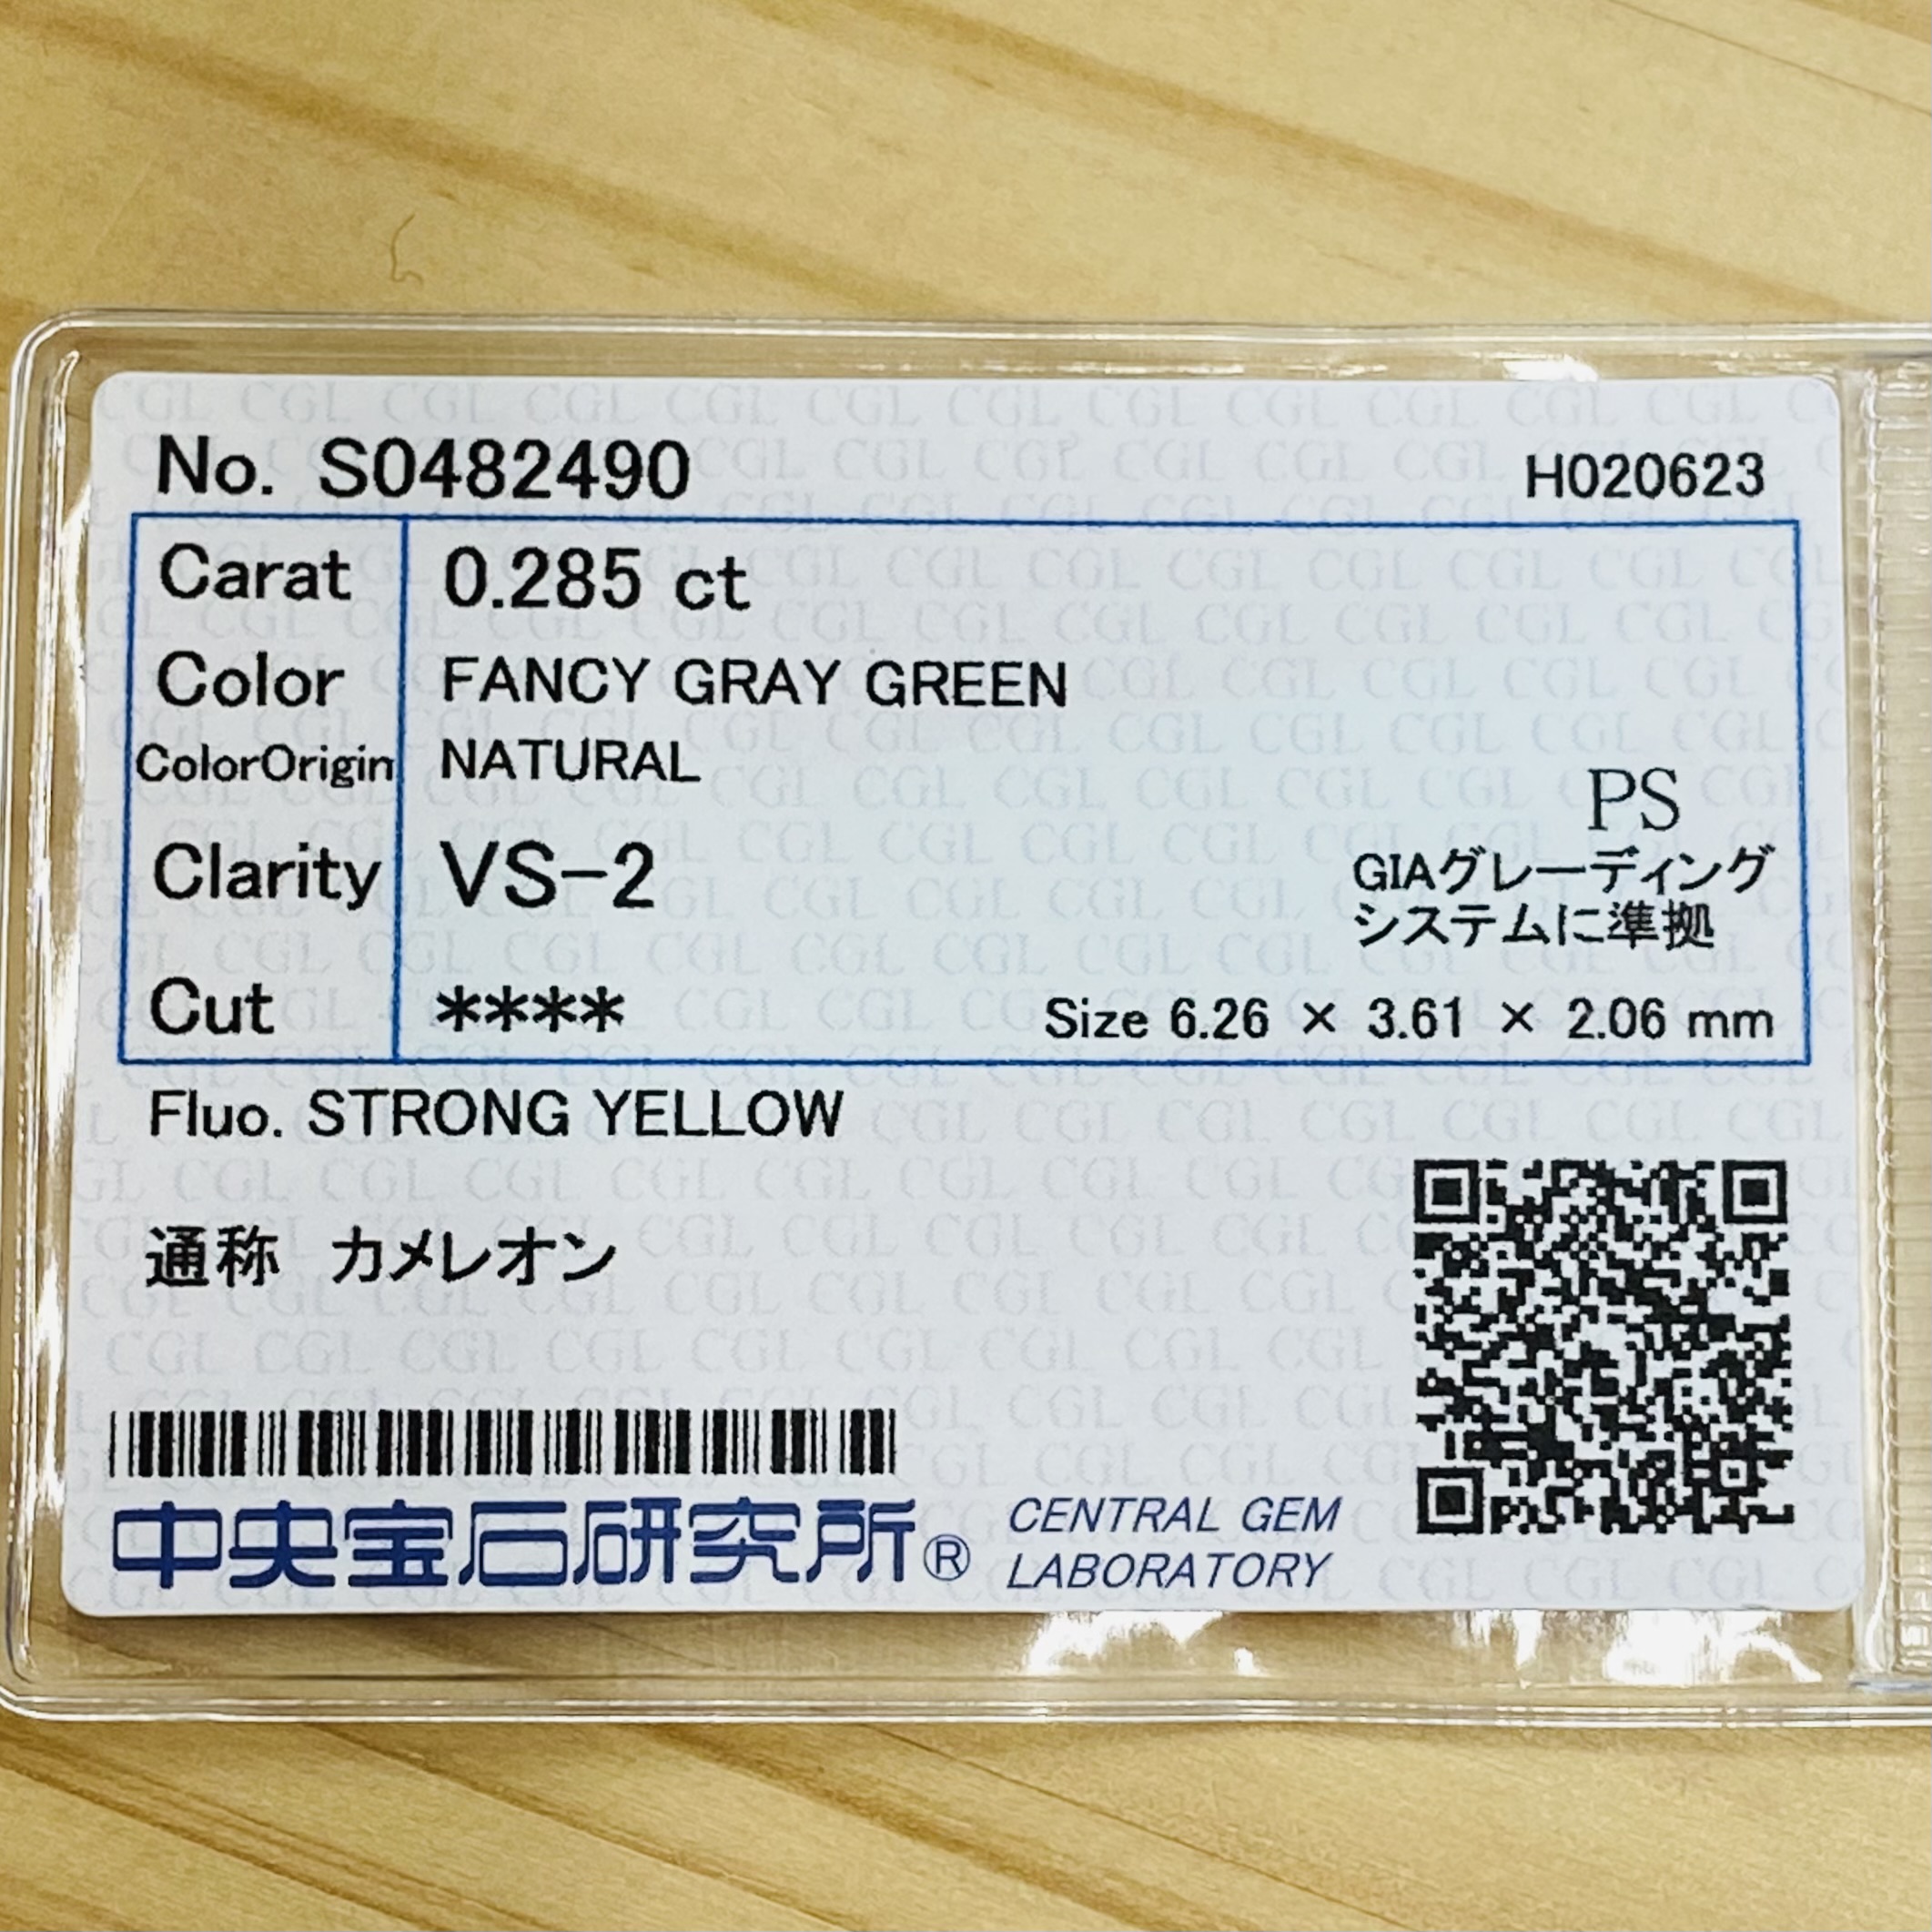 No. S0482490
H020623
Carat 0.285 ct
Color FANCY GRAY GREEN
ColorOrigin NATURAL
PS
Clarity VS-2
GIAグレーディング
システムに準拠
Cut ****
Size 6.26 × 3.61 × 2.06 mm
Fluo. STRONG YELLOW
通称 カメレオン
中央宝石研究所®
CENTRAL GEM
LABORATORY